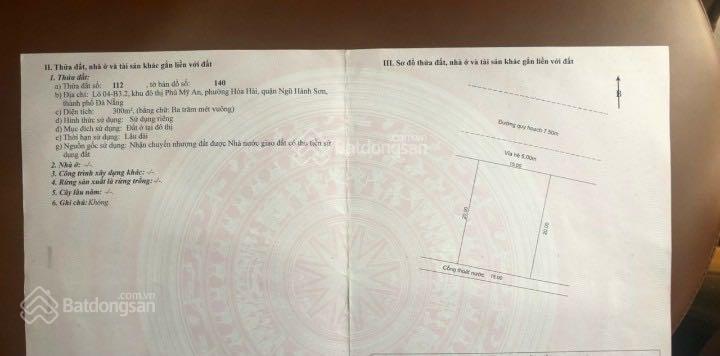 II. Thửa đất, nhà ở và tài sản khác gắn liền với đất
1. Thửa đất:
a) Thửa đất số: 112 , tờ bản đồ số: 140
b) Địa chỉ: Lô 04-B3.2, khu đô thị Phú Mỹ An, phường Hòa Hải, quận Ngũ Hành Sơn,
thành phố Đà Nẵng
c) Diện tích: 300m², (bằng chữ: Ba trăm mét vuông)
d) Hình thức sử dụng: Sử dụng riêng
đ) Mục đích sử dụng: Đất ở tại đô thị
e) Thời hạn sử dụng: Lâu dài
g) Nguồn gốc sử dụng: Nhận chuyển nhượng đất được Nhà nước giao đất có thu tiền sử
dụng đất
2. Nhà ở: -/-
3. Công trình xây dựng khác: -/-
4. Rừng sản xuất là rừng trồng: -/-
5. Cây lâu năm: -/-
6. Ghi chú: Không.
III. Sơ đồ thửa đất, nhà ở và tài sản khác gắn liền với đất
B
Đường quy hoạch 7.50m
Vỉa hè 5.00m
15.00
20.00
20.00
Cống thoát nước
15.00
Batdongsan
.com.vn
Batdongsan
.com.vn